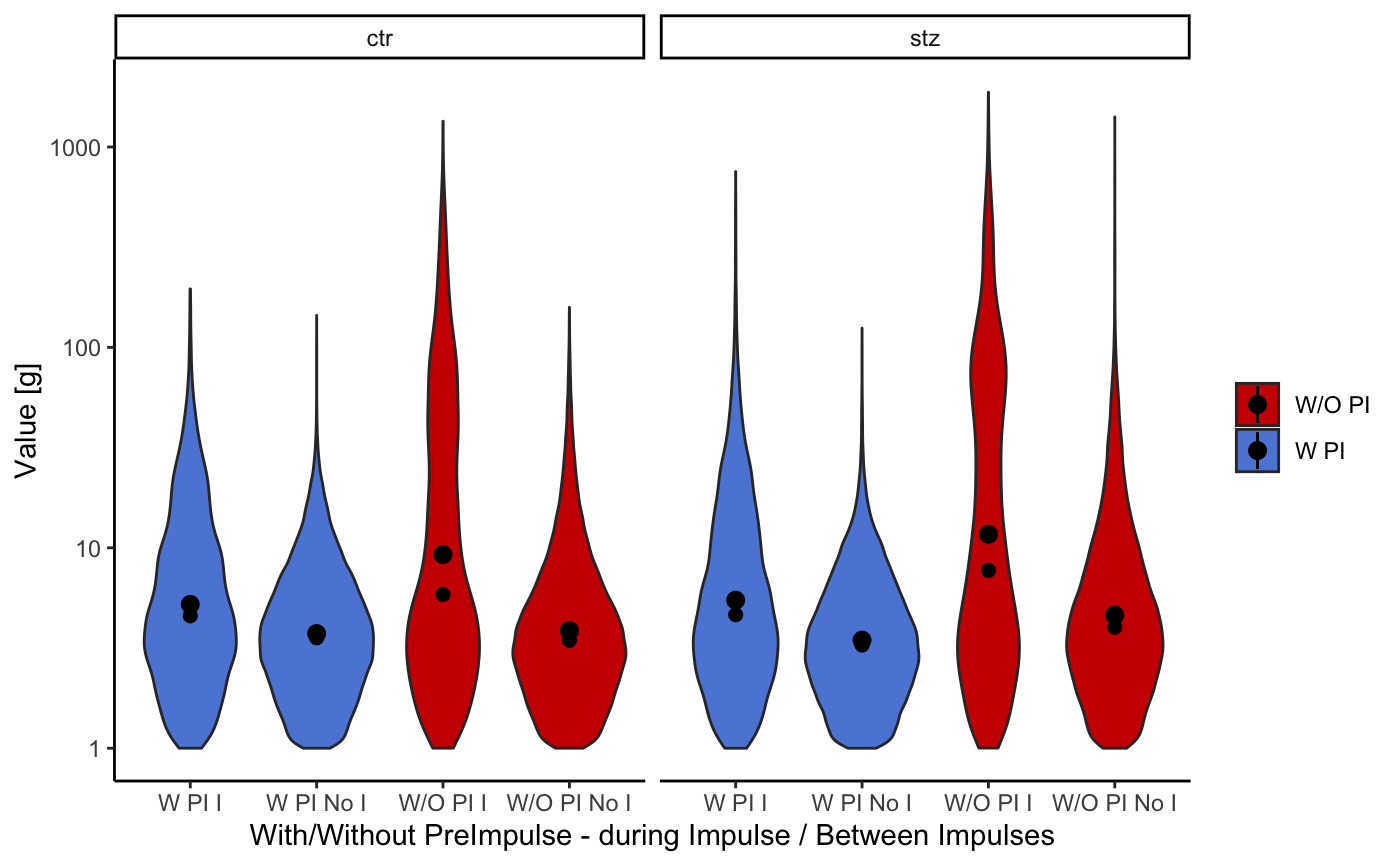 ctr
stz
Value [g]
1000
100
10
1
W PI I
W PI No I
W/O PI I
W/O PI No I
W PI I
W PI No I
W/O PI I
W/O PI No I
With/Without PreImpulse - during Impulse / Between Impulses
W/O PI
W PI